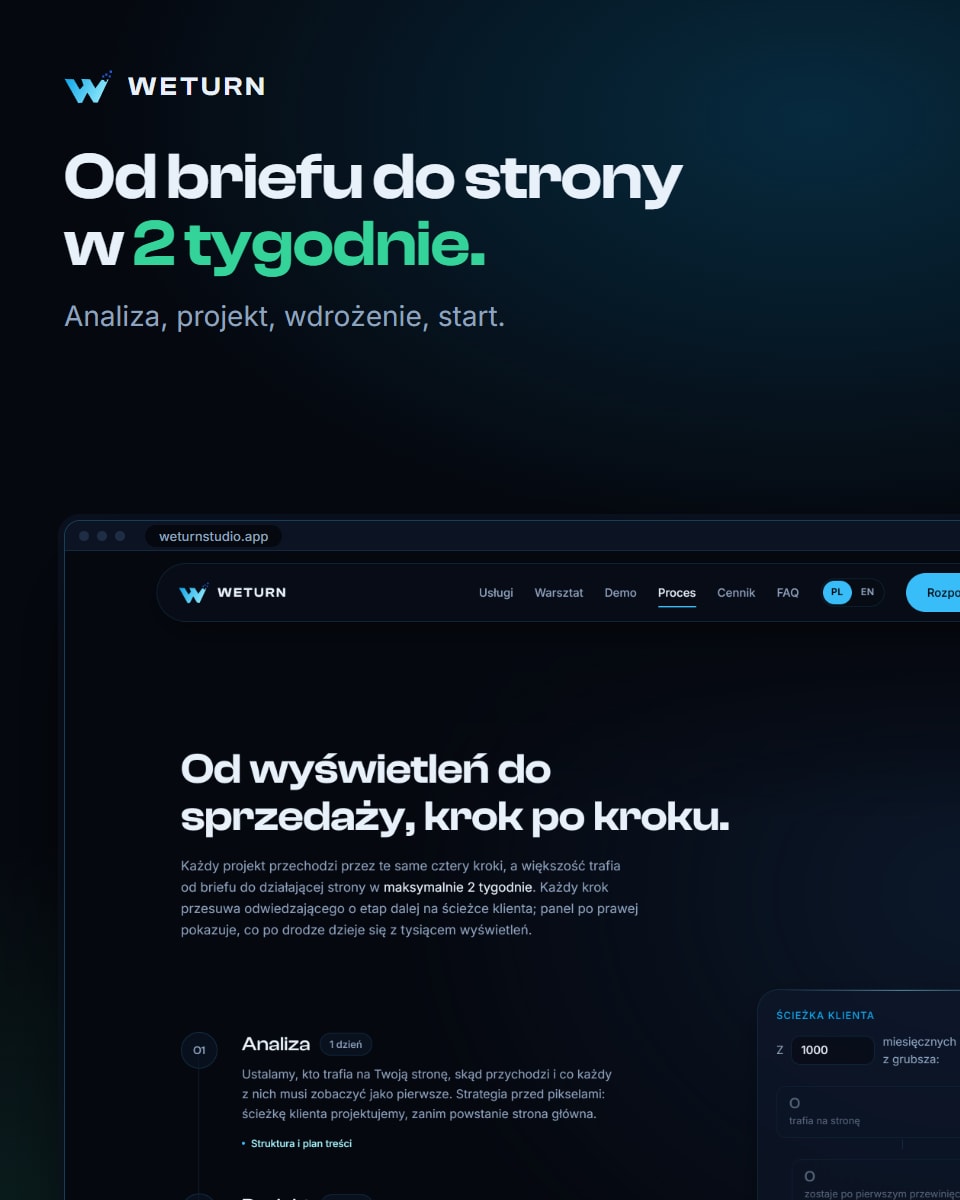 WETURN
Od briefu do strony
w 2 tygodnie.
Analiza, projekt, wdrożenie, start.
weturnstudio.app
WETURN
Usługi Warsztat Demo Proces Cennik FAQ PL EN
Od wyświetleń do
sprzedaży, krok po kroku.
Każdy projekt przechodzi przez te same cztery kroki, a większość trafia
od briefu do działającej strony w maksymalnie 2 tygodnie. Każdy krok
przesuwa odwiedzającego o etap dalej na ścieżce klienta; panel po prawej
pokazuje, co po drodze dzieje się z tysiącem wyświetleń.
01
Analiza 1 dzień
Ustalamy, kto trafia na Twoją stronę, skąd przychodzi i co każdy
z nich musi zobaczyć jako pierwsze. Strategia przed pikselami:
ścieżkę klienta projektujemy, zanim powstanie strona główna.
• Struktura i plan treści
ŚCIEŻKA KLIENTA
Z 1000 miesięcznych
z grubsza:
0
trafia na stronę
0
zostaje po pierwszym